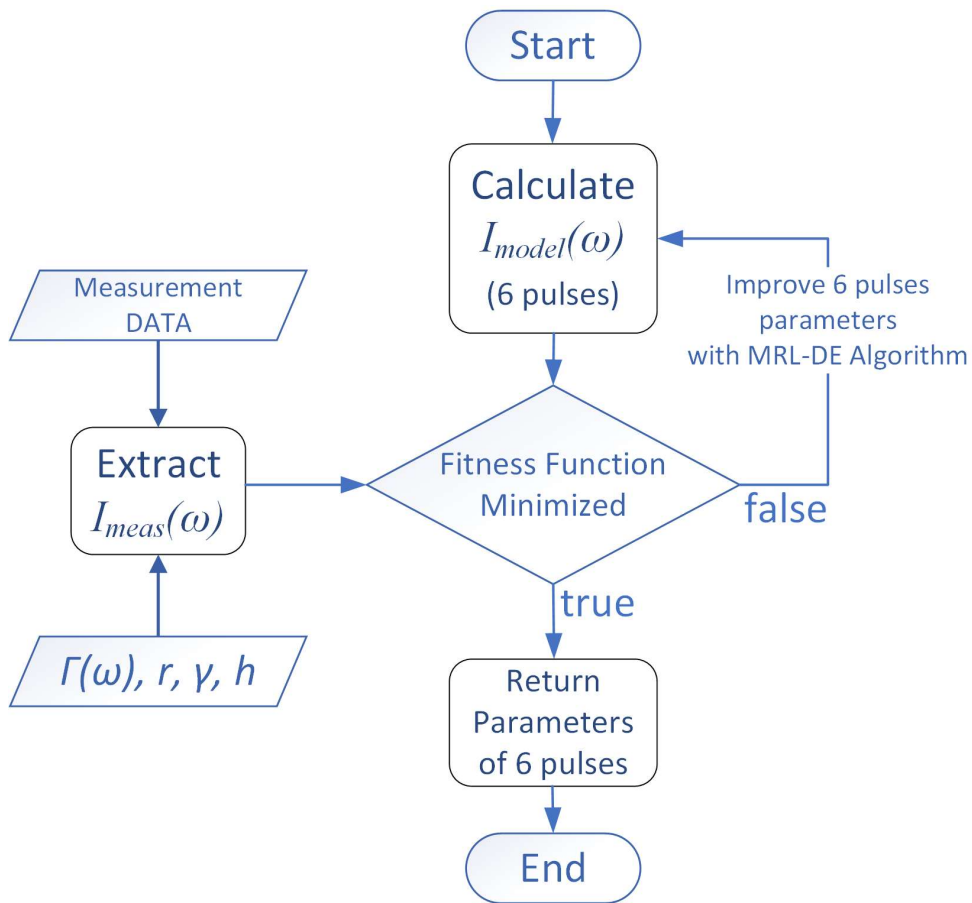 Start
Calculate
I_model(ω)
(6 pulses)
Improve 6 pulses
parameters
with MRL-DE Algorithm
Measurement
DATA
Extract
I_meas(ω)
Fitness Function
Minimized
false
true
Γ(ω), r, γ, h
Return
Parameters
of 6 pulses
End